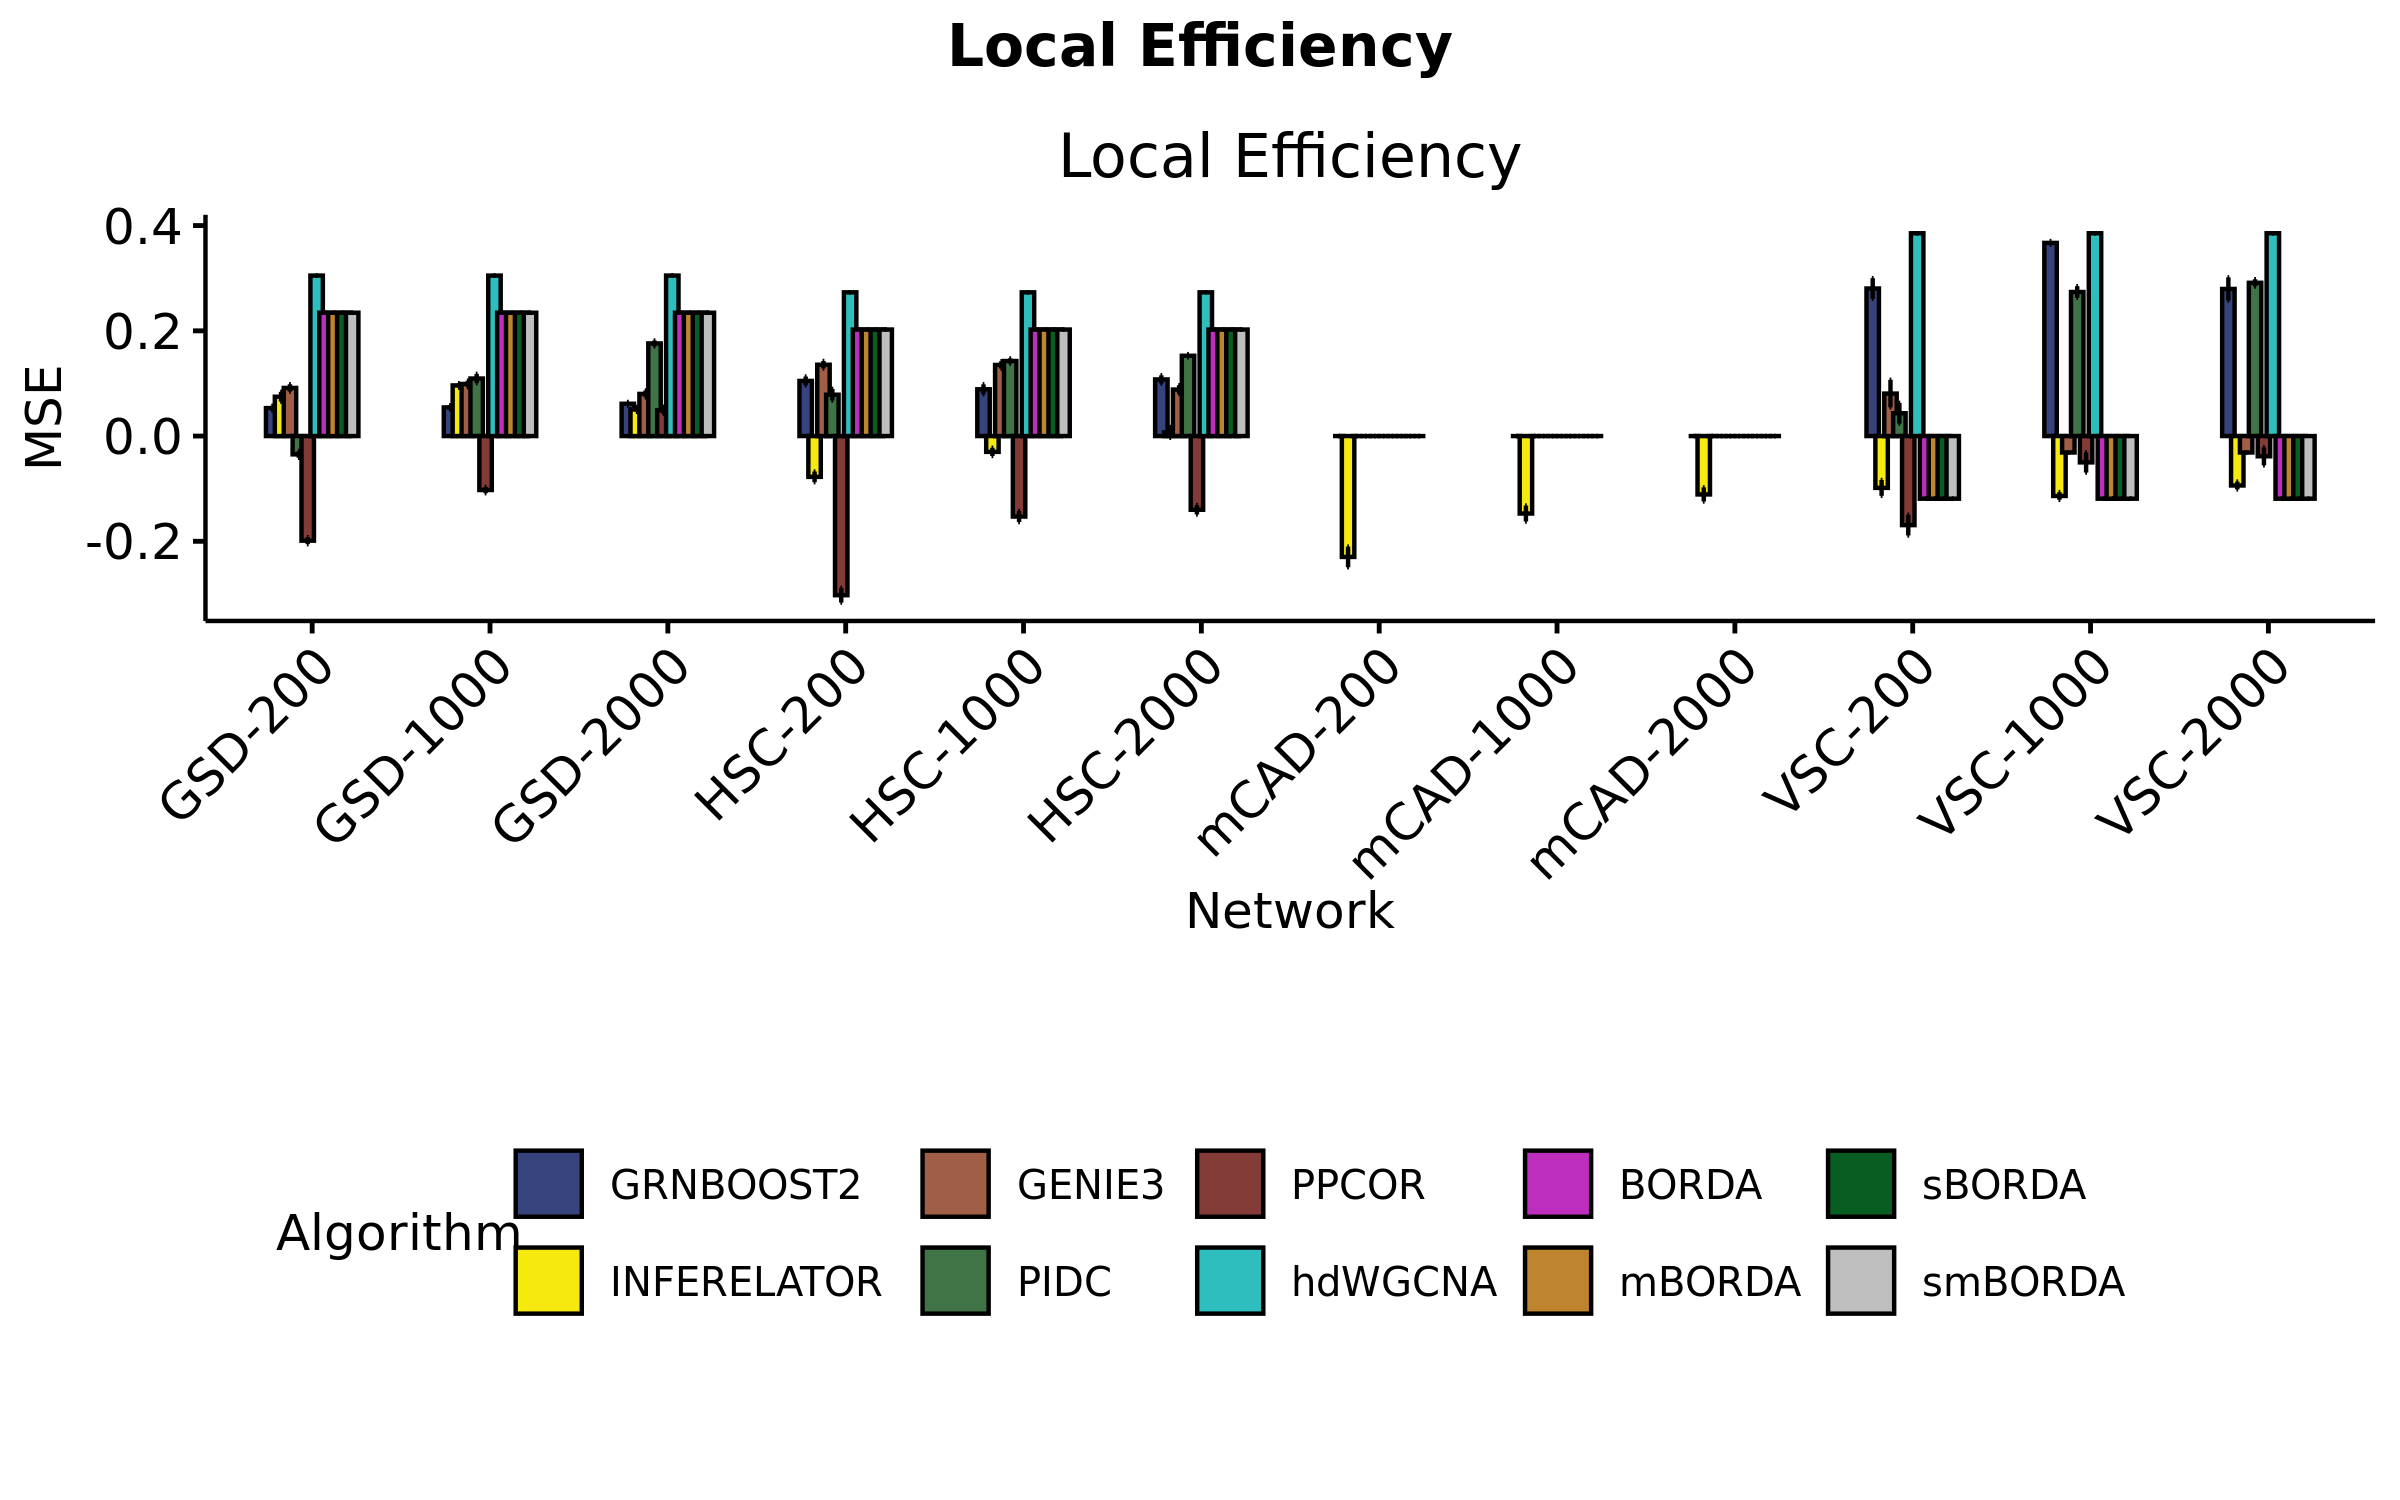 Local Efficiency
Local Efficiency
MSE
0.4
0.2
0.0
-0.2
GSD-200
GSD-1000
GSD-2000
HSC-200
HSC-1000
HSC-2000
mCAD-200
mCAD-1000
mCAD-2000
VSC-200
VSC-1000
VSC-2000
Network
Algorithm
GRNBOOST2
GENIE3
PPCOR
BORDA
sBORDA
INFERELATOR
PIDC
hdWGCNA
mBORDA
smBORDA